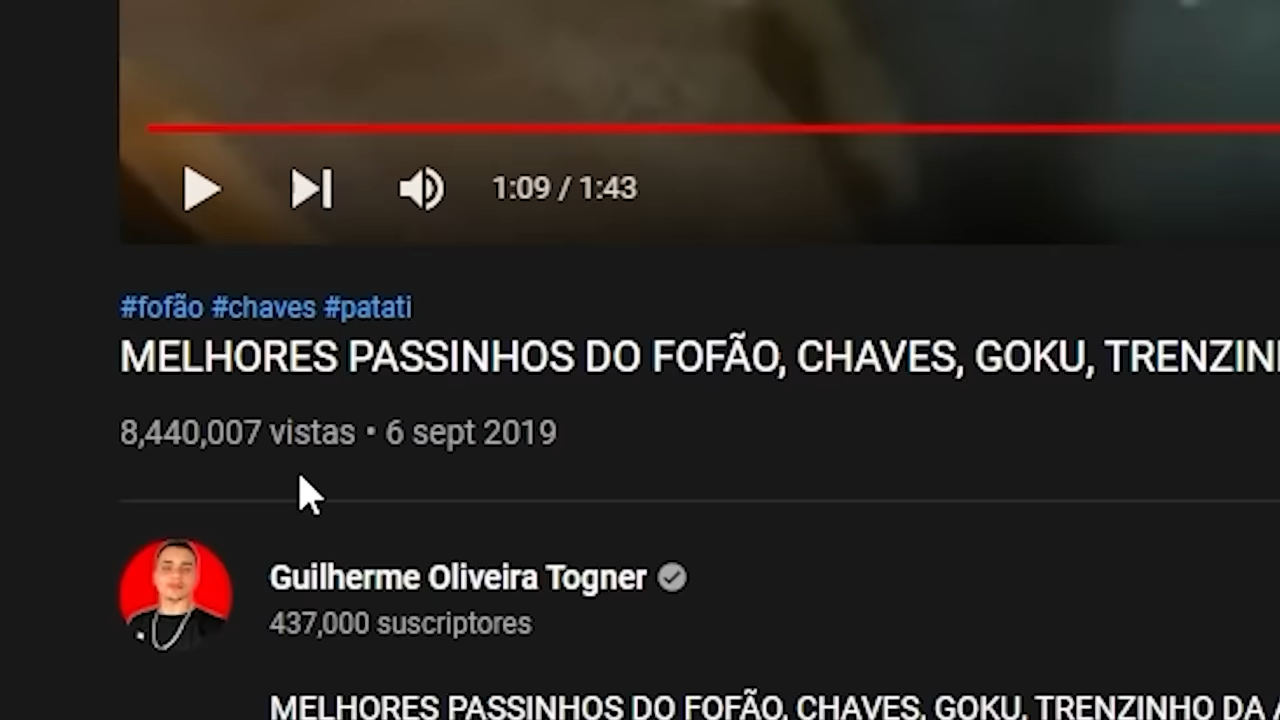 1:09 / 1:43
#fofão #chaves #patati
MELHORES PASSINHOS DO FOFÃO, CHAVES, GOKU,
8,440,007 vistas • 6 sept 2019
Guilherme Oliveira Togner
437,000 suscriptores
MELHORES PASSINHOS DO FOFÃO, CHAVES, GOKU, TRENZINHO DA